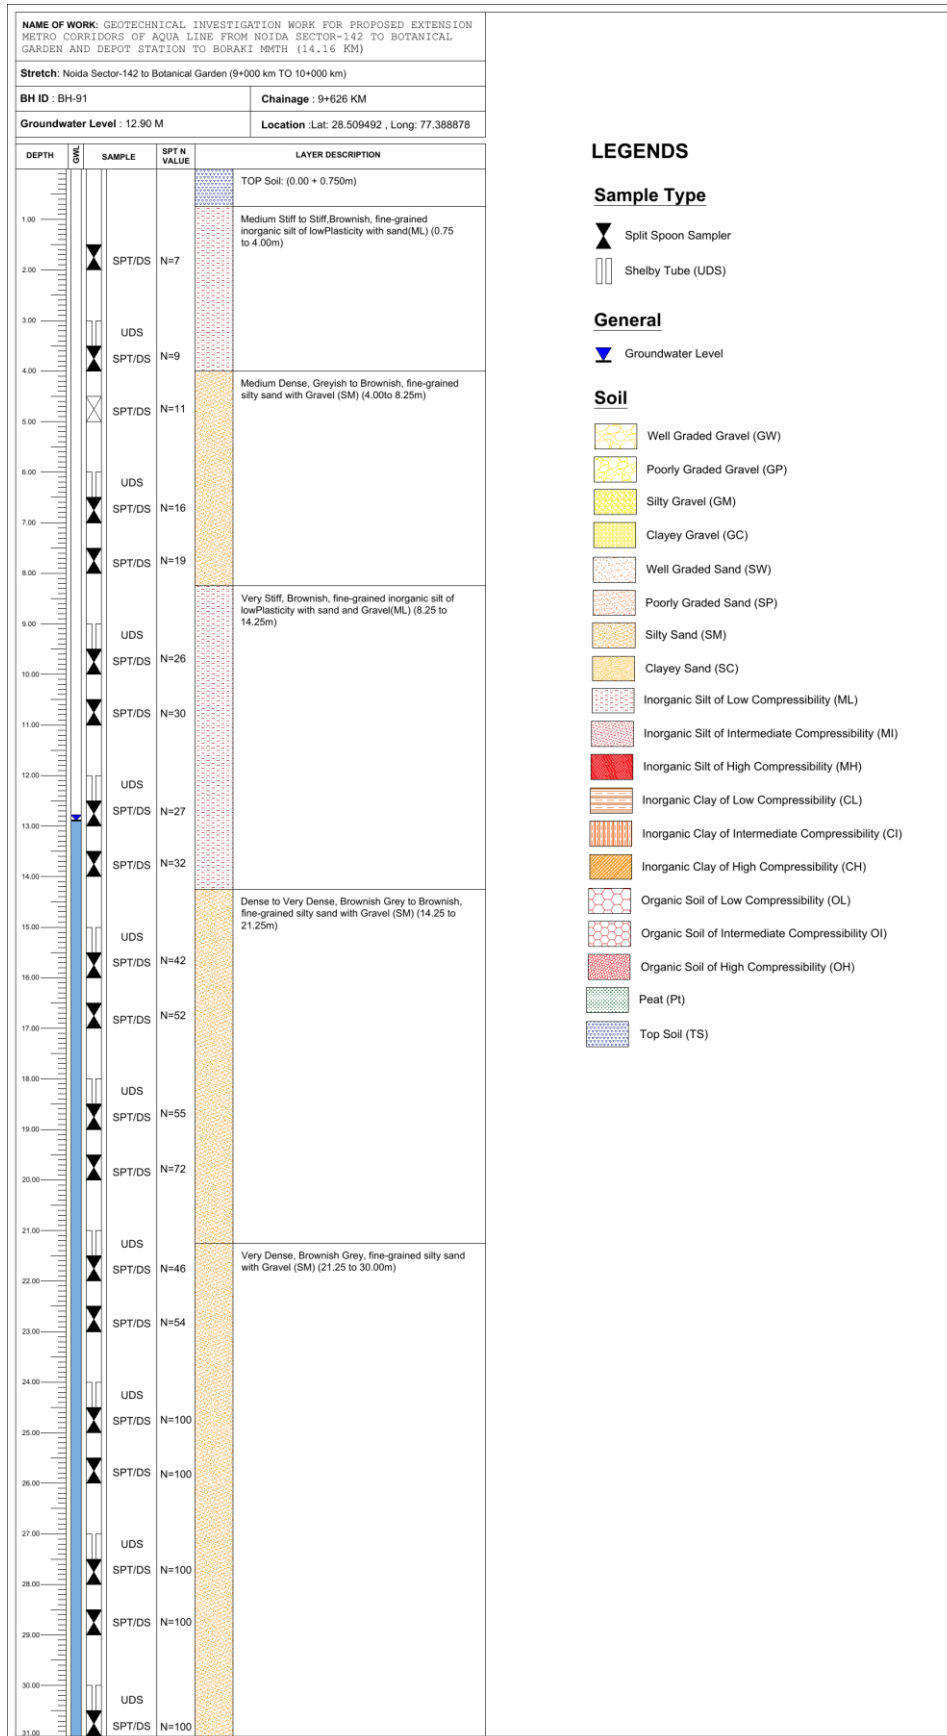 NAME OF WORK: GEOTECHNICAL INVESTIGATION WORK FOR PROPOSED EXTENSION
METRO CORRIDORS OF AQUA LINE FROM NOIDA SECTOR-142 TO BOTANICAL
GARDEN AND DEPOT STATION TO BORAKI MMTH (14.16 KM)
Stretch: Noida Sector-142 to Botanical Garden (9+000 km TO 10+000 km)
BH ID : BH-91
Chainage : 9+626 KM
Groundwater Level : 12.90 M
Location :Lat: 28.509492 , Long: 77.388878
DEPTH
GWL
SAMPLE
SPT N
VALUE
LAYER DESCRIPTION
TOP Soil: (0.00 + 0.750m)
1.00
Medium Stiff to Stiff,Brownish, fine-grained
inorganic silt of lowPlasticity with sand(ML) (0.75
to 4.00m)
SPT/DS N=7
2.00
3.00
UDS
SPT/DS N=9
4.00
Medium Dense, Greyish to Brownish, fine-grained
silty sand with Gravel (SM) (4.00to 8.25m)
SPT/DS N=11
5.00
6.00
UDS
SPT/DS N=16
7.00
SPT/DS N=19
8.00
Very Stiff, Brownish, fine-grained inorganic silt of
lowPlasticity with sand and Gravel(ML) (8.25 to
14.25m)
9.00
UDS
SPT/DS N=26
10.00
SPT/DS N=30
11.00
12.00
UDS
SPT/DS N=27
13.00
SPT/DS N=32
14.00
Dense to Very Dense, Brownish Grey to Brownish,
fine-grained silty sand with Gravel (SM) (14.25 to
21.25m)
15.00
UDS
SPT/DS N=42
16.00
SPT/DS N=52
17.00
18.00
UDS
SPT/DS N=55
19.00
SPT/DS N=72
20.00
21.00
UDS
Very Dense, Brownish Grey, fine-grained silty sand
with Gravel (SM) (21.25 to 30.00m)
SPT/DS N=46
22.00
SPT/DS N=54
23.00
24.00
UDS
SPT/DS N=100
25.00
SPT/DS N=100
26.00
27.00
UDS
SPT/DS N=100
28.00
SPT/DS N=100
29.00
30.00
UDS
SPT/DS N=100
31.00
LEGENDS
Sample Type
Split Spoon Sampler
Shelby Tube (UDS)
General
Groundwater Level
Soil
Well Graded Gravel (GW)
Poorly Graded Gravel (GP)
Silty Gravel (GM)
Clayey Gravel (GC)
Well Graded Sand (SW)
Poorly Graded Sand (SP)
Silty Sand (SM)
Clayey Sand (SC)
Inorganic Silt of Low Compressibility (ML)
Inorganic Silt of Intermediate Compressibility (MI)
Inorganic Silt of High Compressibility (MH)
Inorganic Clay of Low Compressibility (CL)
Inorganic Clay of Intermediate Compressibility (CI)
Inorganic Clay of High Compressibility (CH)
Organic Soil of Low Compressibility (OL)
Organic Soil of Intermediate Compressibility OI)
Organic Soil of High Compressibility (OH)
Peat (Pt)
Top Soil (TS)